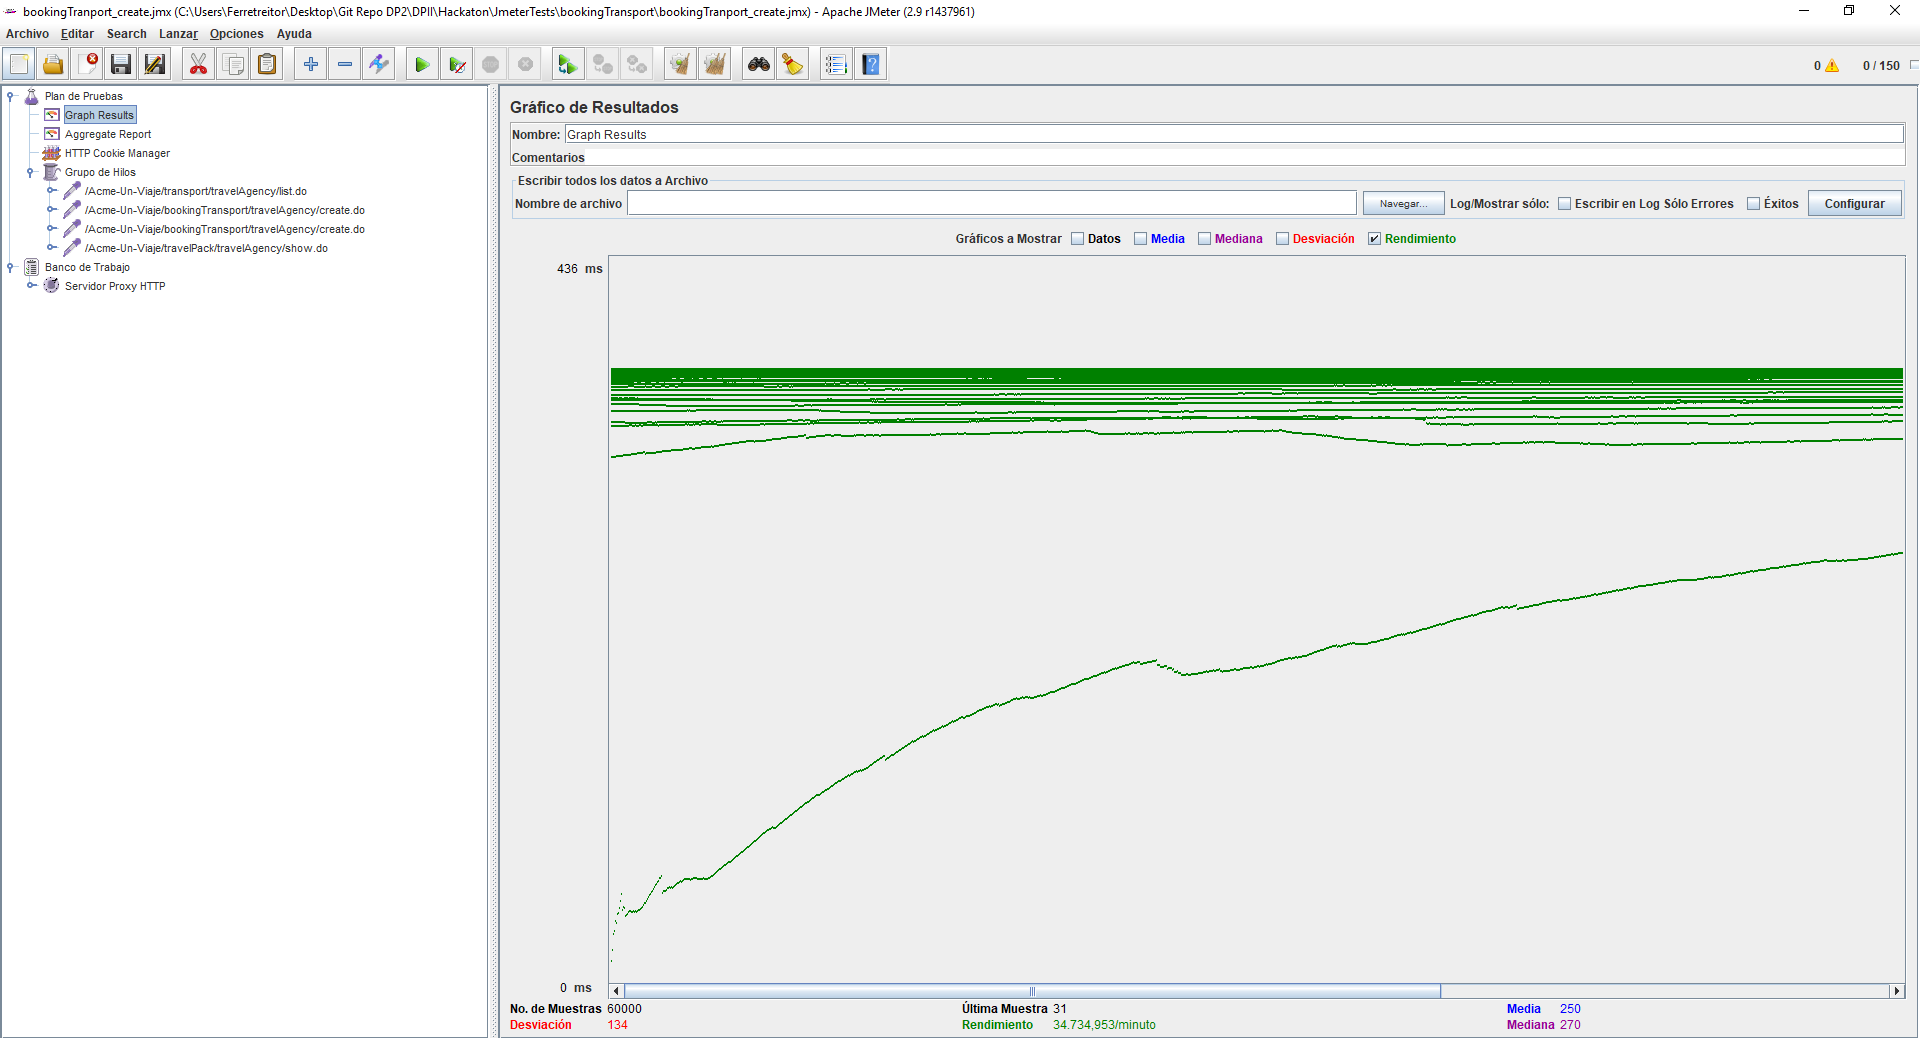 bookingTranport_create.jmx (C:\Users\Ferretreitor\Desktop\Git Repo DP2\DPII\Hackaton\JmeterTests\bookingTransport\bookingTranport_create.jmx) - Apache JMeter (2.9 r1437961)
Archivo Editar Search Lanzar Opciones Ayuda
0 0 / 150
Plan de Pruebas
Graph Results
Aggregate Report
HTTP Cookie Manager
Grupo de Hilos
/Acme-Un-Viaje/transport/travelAgency/list.do
/Acme-Un-Viaje/bookingTransport/travelAgency/create.do
/Acme-Un-Viaje/bookingTransport/travelAgency/create.do
/Acme-Un-Viaje/travelPack/travelAgency/show.do
Banco de Trabajo
Servidor Proxy HTTP
Gráfico de Resultados
Nombre: Graph Results
Comentarios
Escribir todos los datos a Archivo
Nombre de archivo Navegar... Log/Mostrar sólo: Escribir en Log Sólo Errores Éxitos Configurar
Gráficos a Mostrar Datos Media Mediana Desviación Rendimiento
436 ms
0 ms
No. de Muestras 60000 Última Muestra 31 Media 250
Desviación 134 Rendimiento 34.734,953/minuto Mediana 270